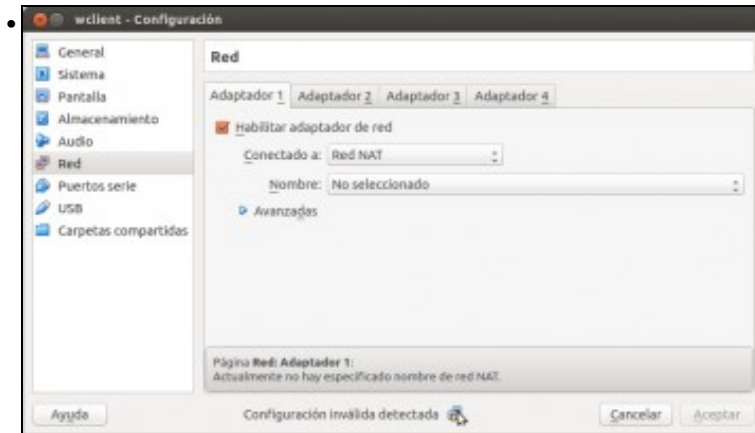 wclient - Configuración
General
Sistema
Pantalla
Almacenamiento
Audio
Red
Puertos serie
USB
Carpetas compartidas
Red
Adaptador 1 Adaptador 2 Adaptador 3 Adaptador 4
Habilitar adaptador de red
Conectado a: Red NAT
Nombre: No seleccionado
Avanzadas
Página Red: Adaptador 1:
Actualmente no hay especificado nombre de red NAT.
Ayuda Configuración inválida detectada Cancelar Aceptar